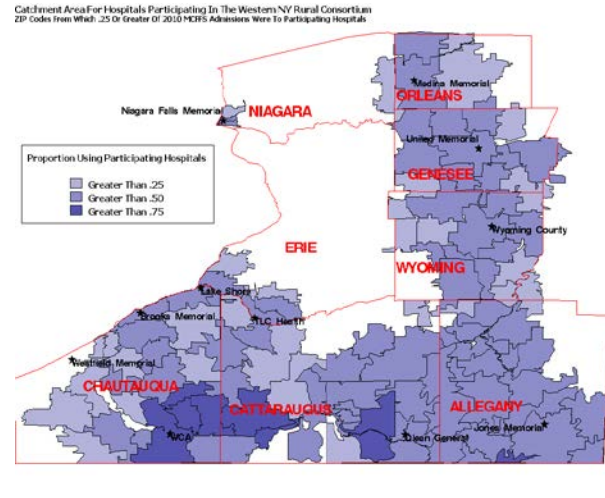 Catchment Area For Hospitals Participating In The Western NY Rural Consortium
ZIP Codes From Which .25 Or Greater Of 2010 MCFFS Admissions Were To Participating Hospitals
Medina Memorial
ORLEANS
Niagara Falls Memorial
NIAGARA
United Memorial
GENESEE
Proportion Using Participating Hospitals
Greater Than .25
Greater Than .50
Greater Than .75
Wyoming County
ERIE
WYOMING
Lake Shore
Brooks Memorial
TLC Health
Westfield Memorial
CHAUTAUQUA
CATTARAUGUS
ALLEGANY
WCA
Olean General
Jones Memorial